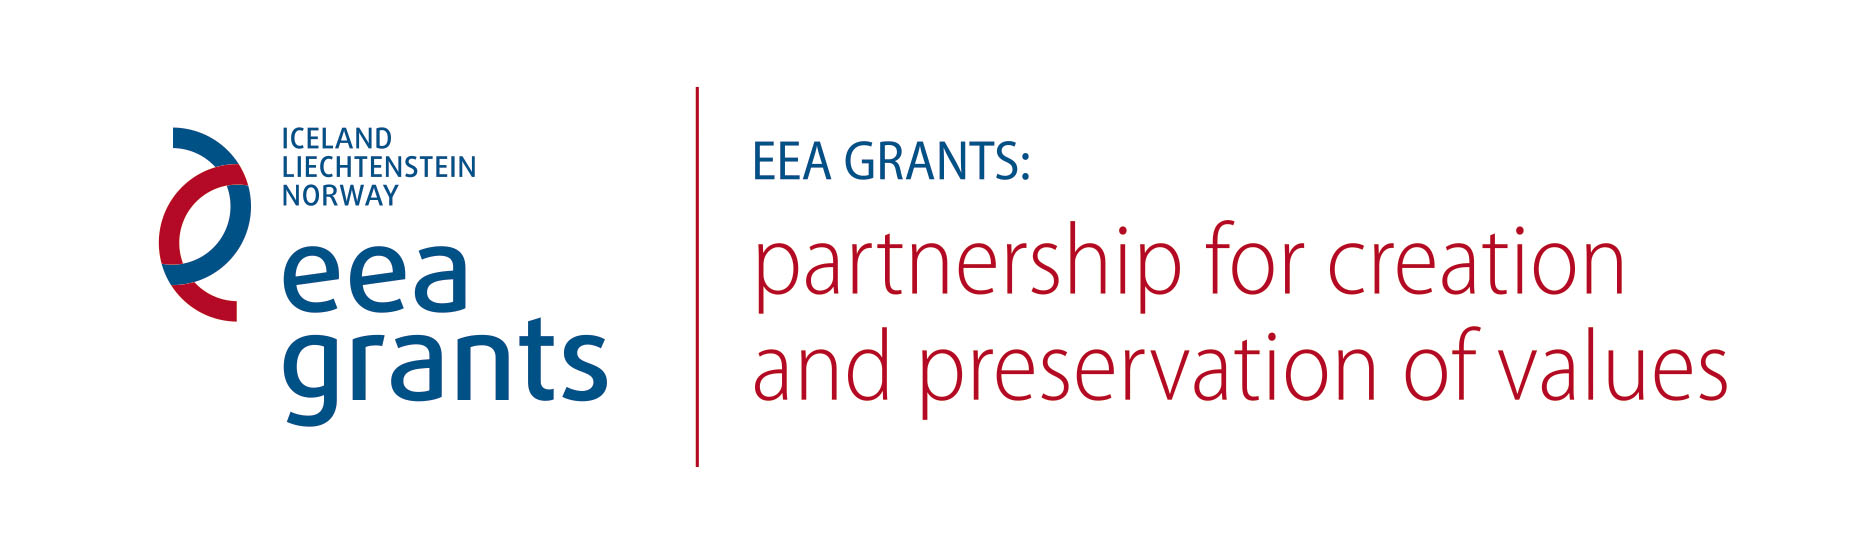 ICELAND
LIECHTENSTEIN
NORWAY
eea
grants
EEA GRANTS:
partnership for creation
and preservation of values